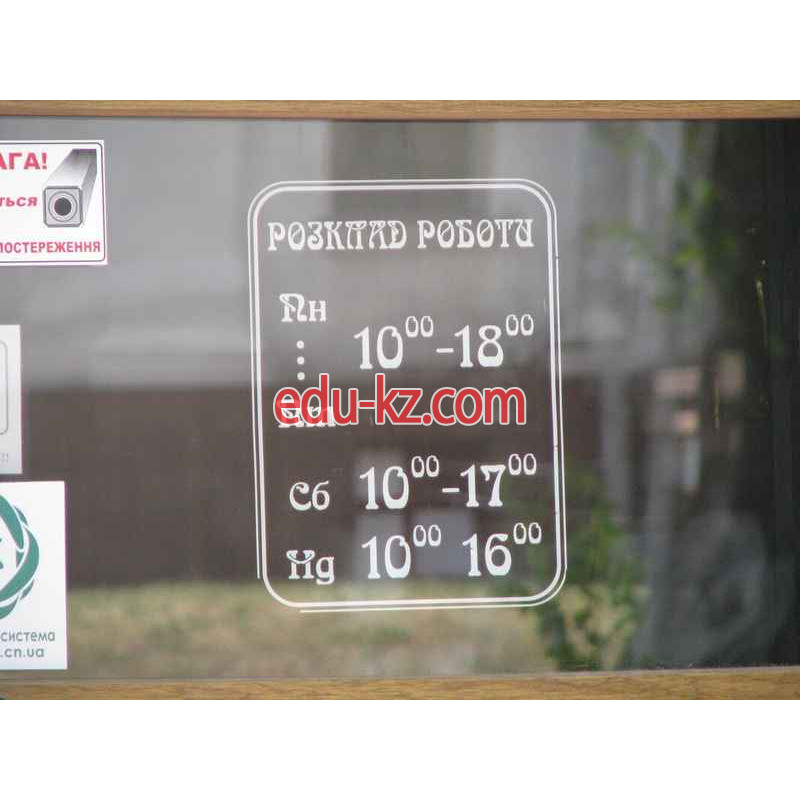 АГА!
ться
ПОСТЕРЕЖЕННЯ
РОЗКЛАД РОБОТИ
Пн
10⁰⁰-18⁰⁰
edu-kz.com
Сб 10⁰⁰-17⁰⁰
Нд 10⁰⁰ 16⁰⁰
система
.cn.ua